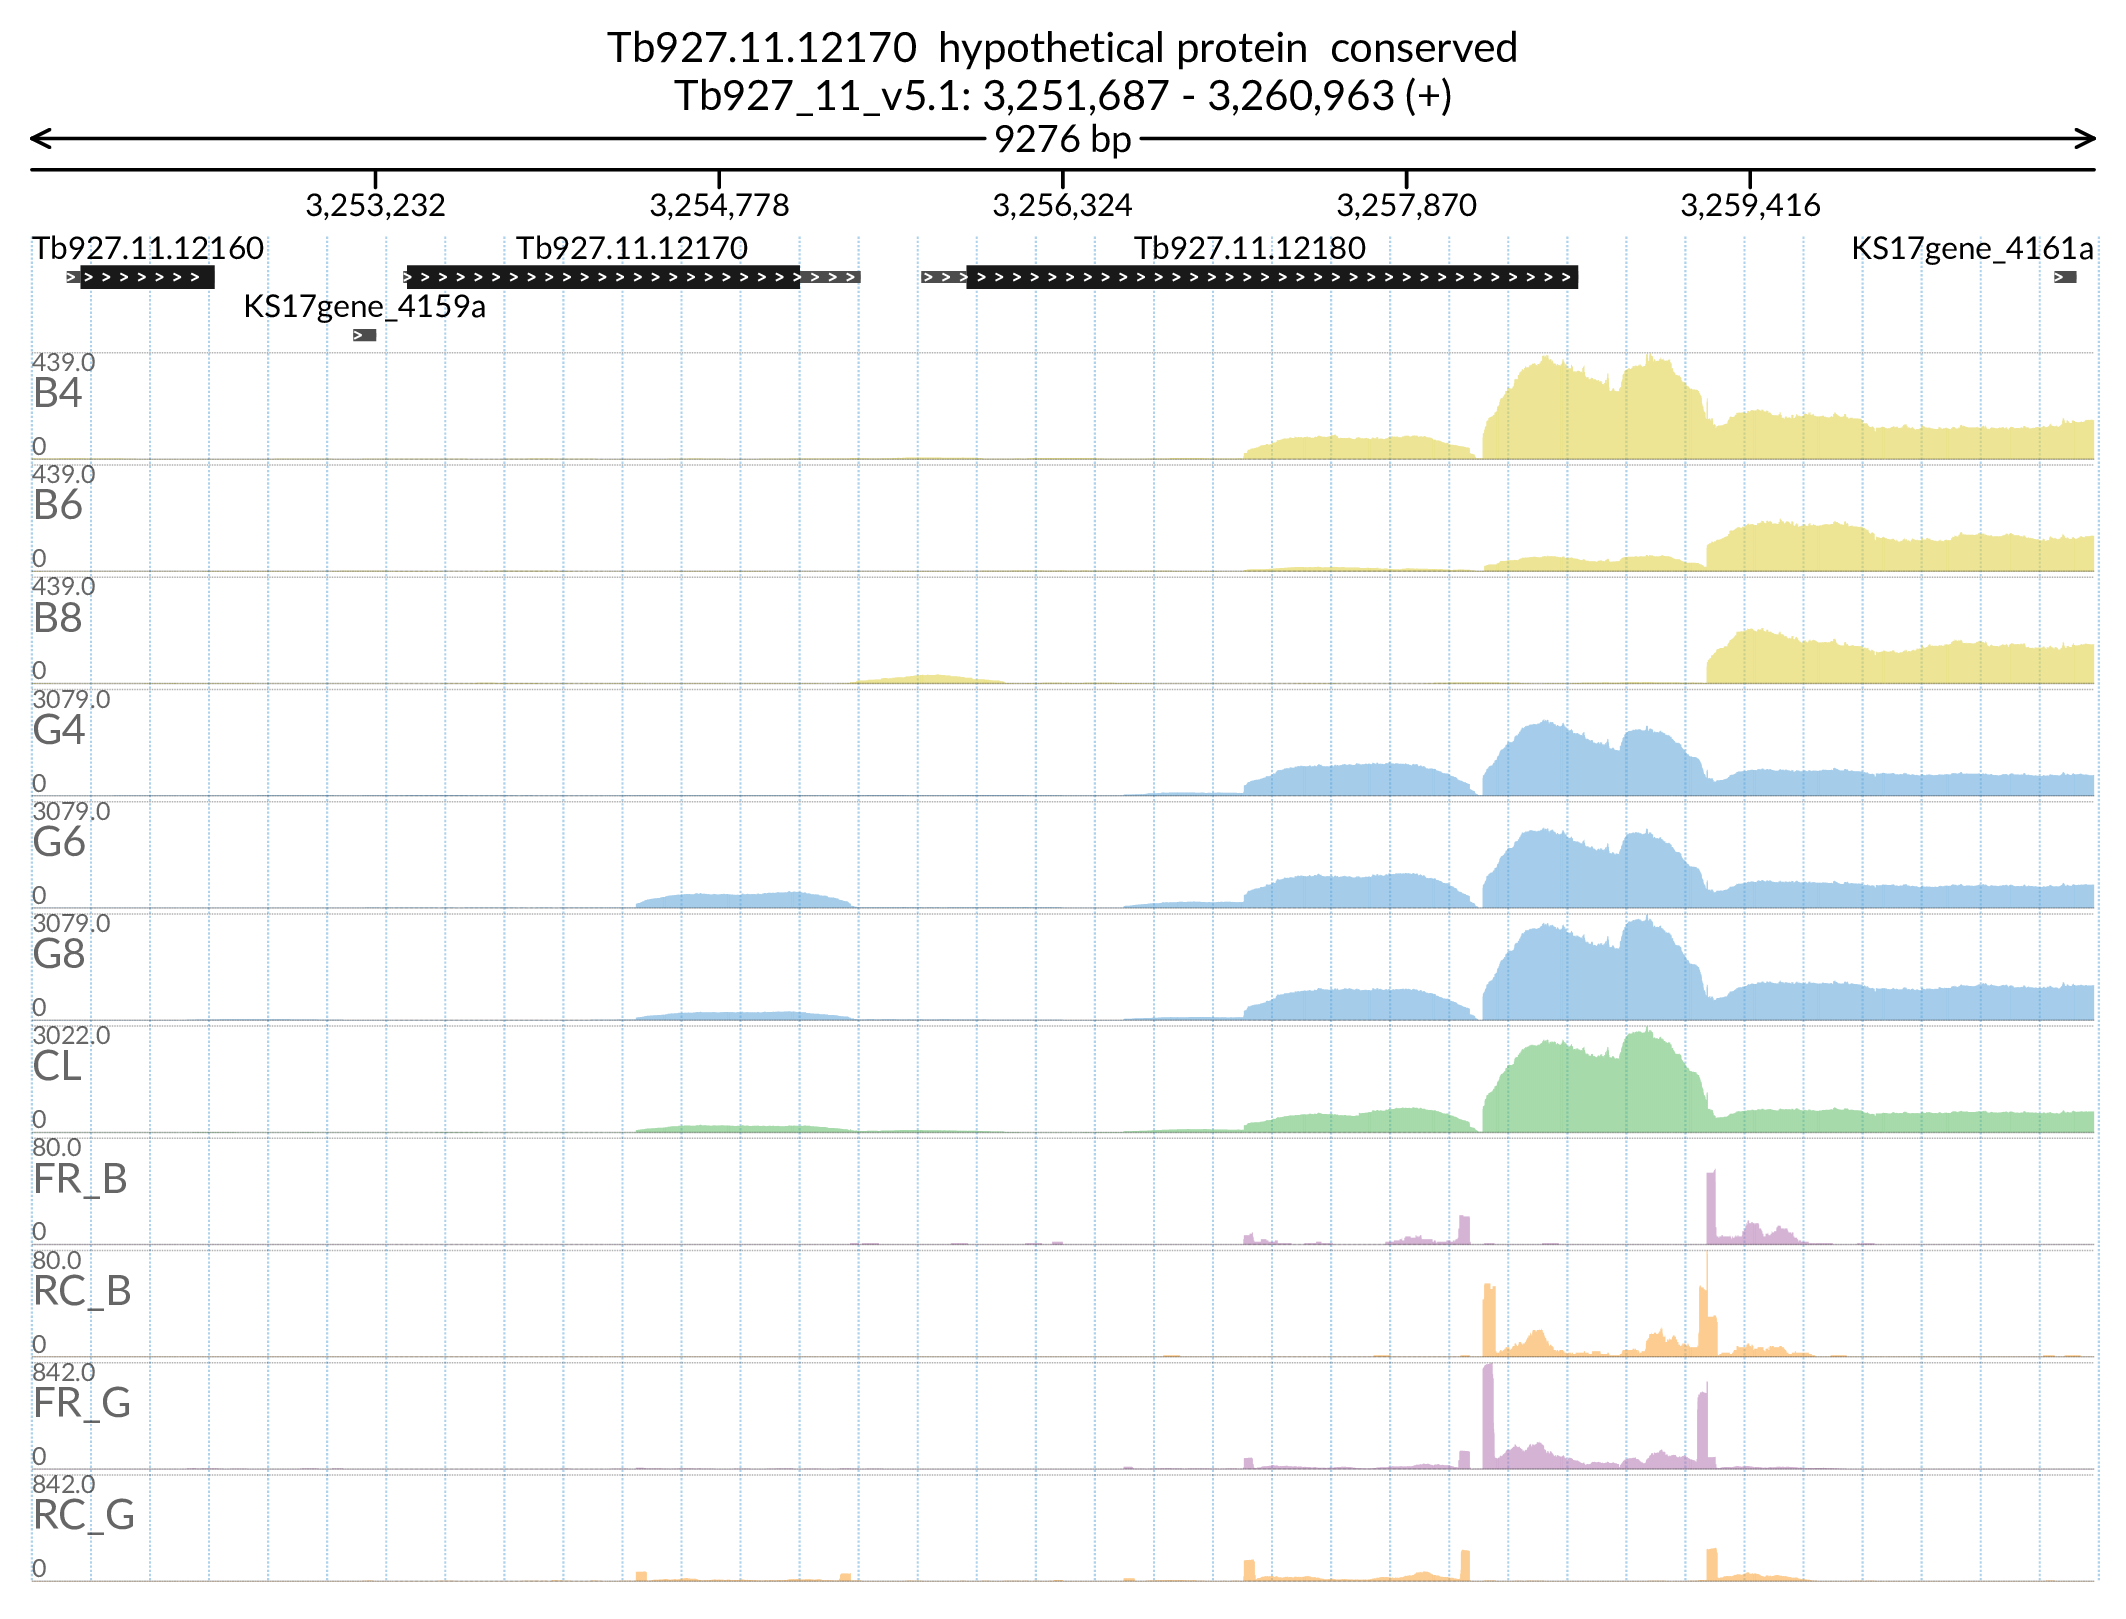 Tb927.11.12170  hypothetical protein  conserved
Tb927_11_v5.1: 3,251,687 - 3,260,963 (+)
9276 bp
3,253,232 3,254,778 3,256,324 3,257,870 3,259,416
Tb927.11.12160 Tb927.11.12170 Tb927.11.12180 KS17gene_4161a
KS17gene_4159a
439.0
B4
0
439.0
B6
0
439.0
B8
0
3079.0
G4
0
3079.0
G6
0
3079.0
G8
0
3022.0
CL
0
80.0
FR_B
0
80.0
RC_B
0
842.0
FR_G
0
842.0
RC_G
0